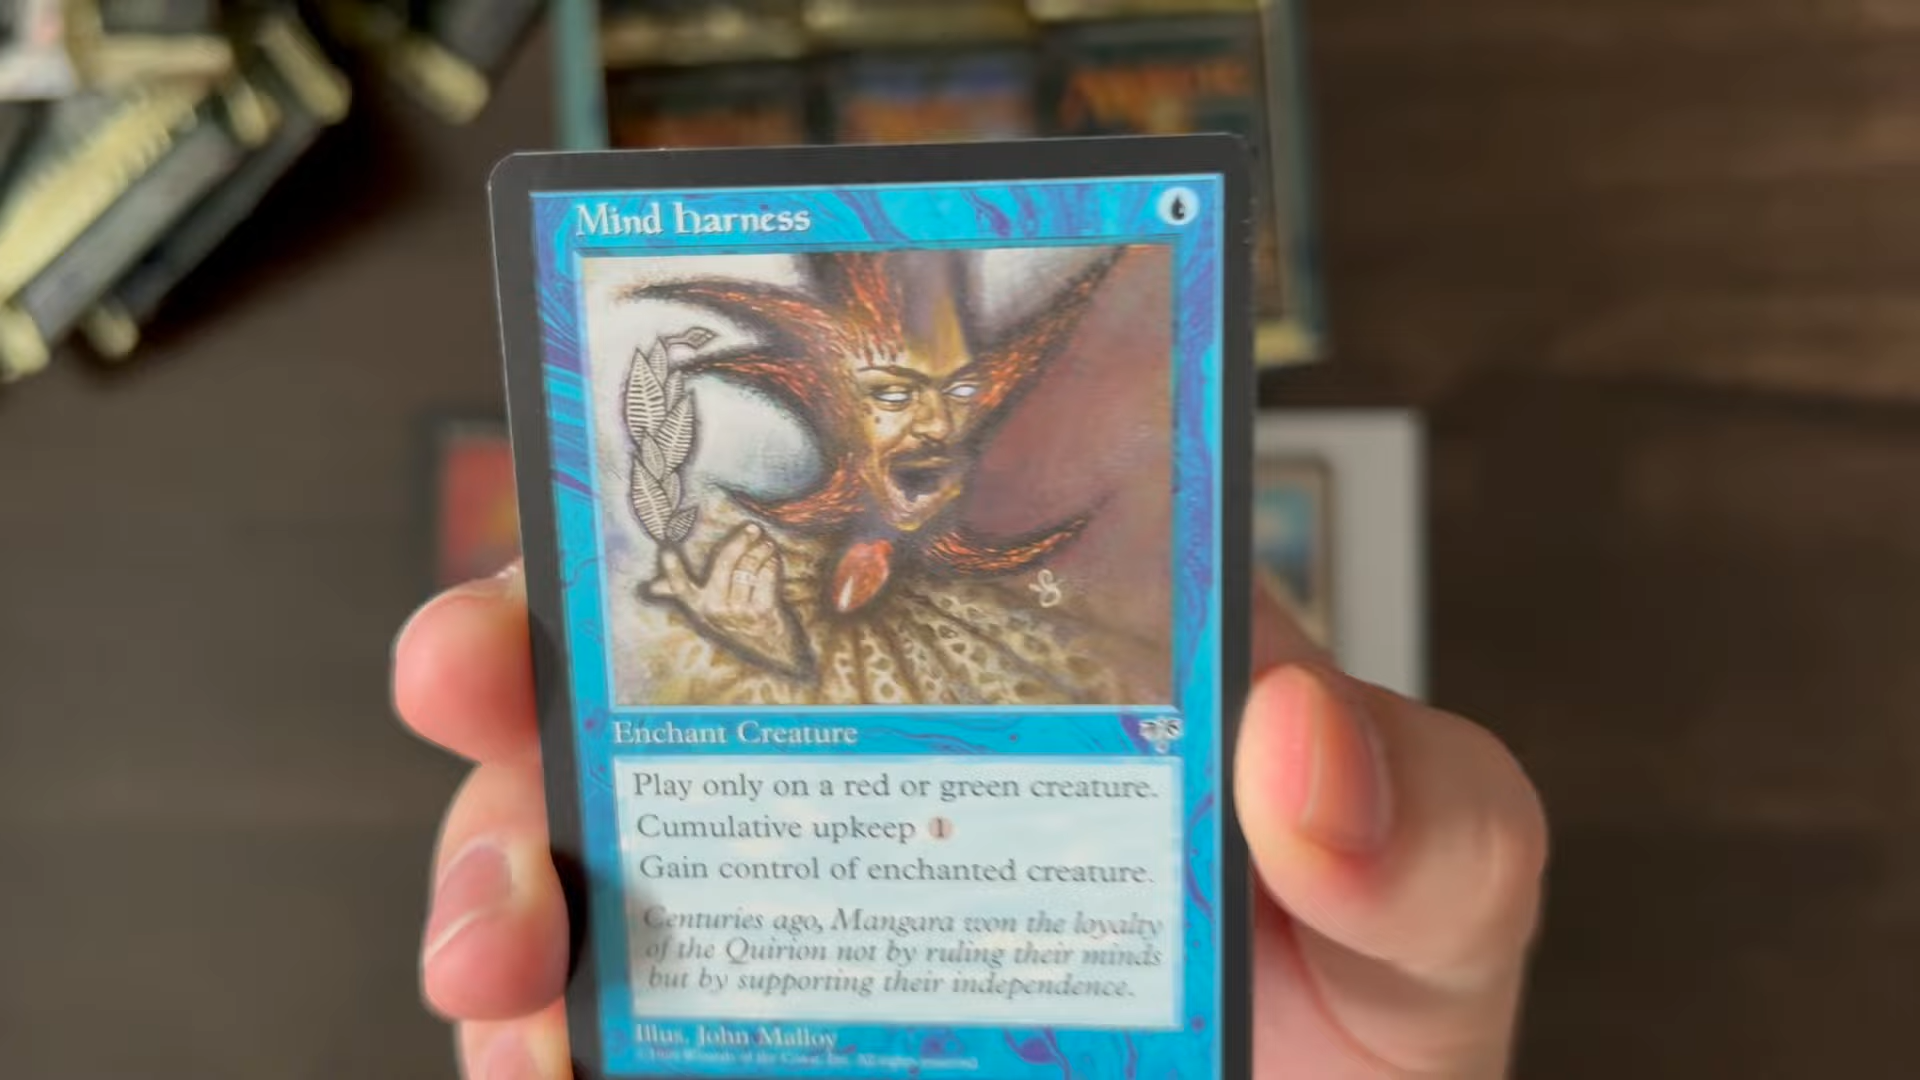 Mind Harness
Enchant Creature
Play only on a red or green creature.
Cumulative upkeep 1
Gain control of enchanted creature.
Centuries ago, Mangara won the loyalty
of the Quirion not by ruling their minds
but by supporting their independence.
Illus. John Malloy
Wizards of the Coast, Inc. All rights reserved.